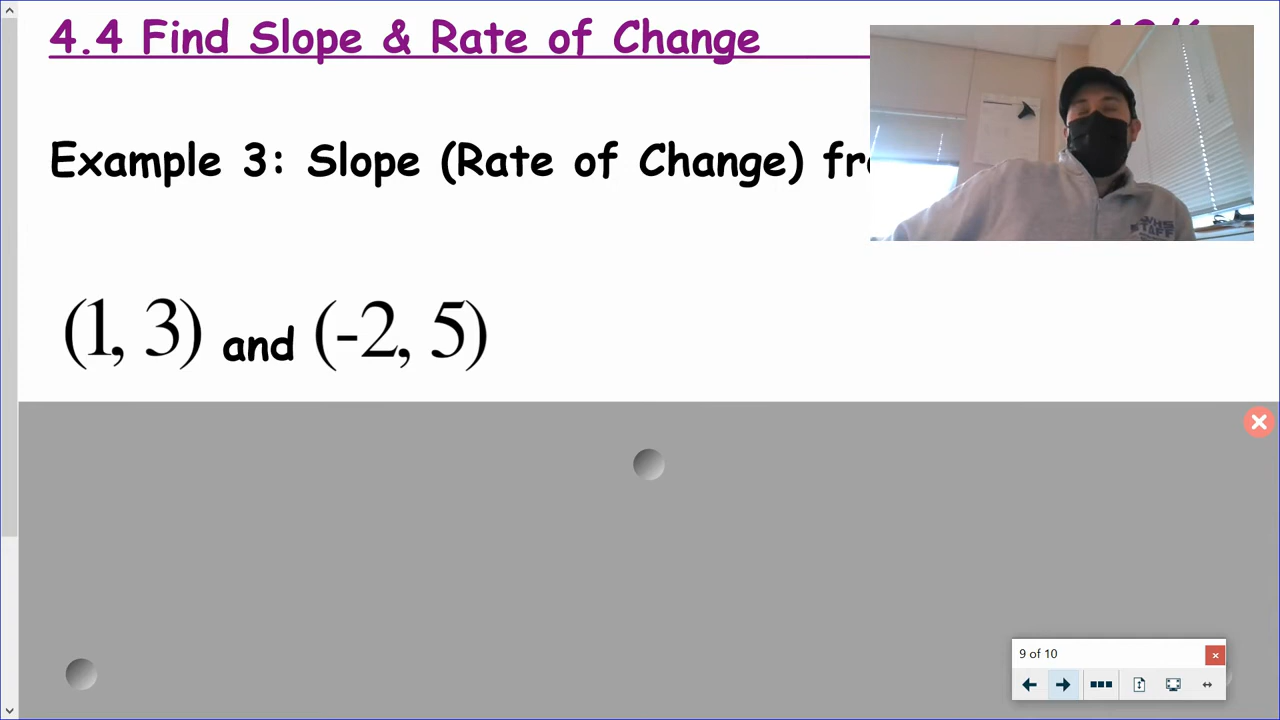 4.4 Find Slope & Rate of Change
Example 3: Slope (Rate of Change)
(1, 3) and (-2, 5)
STAFF
9 of 10